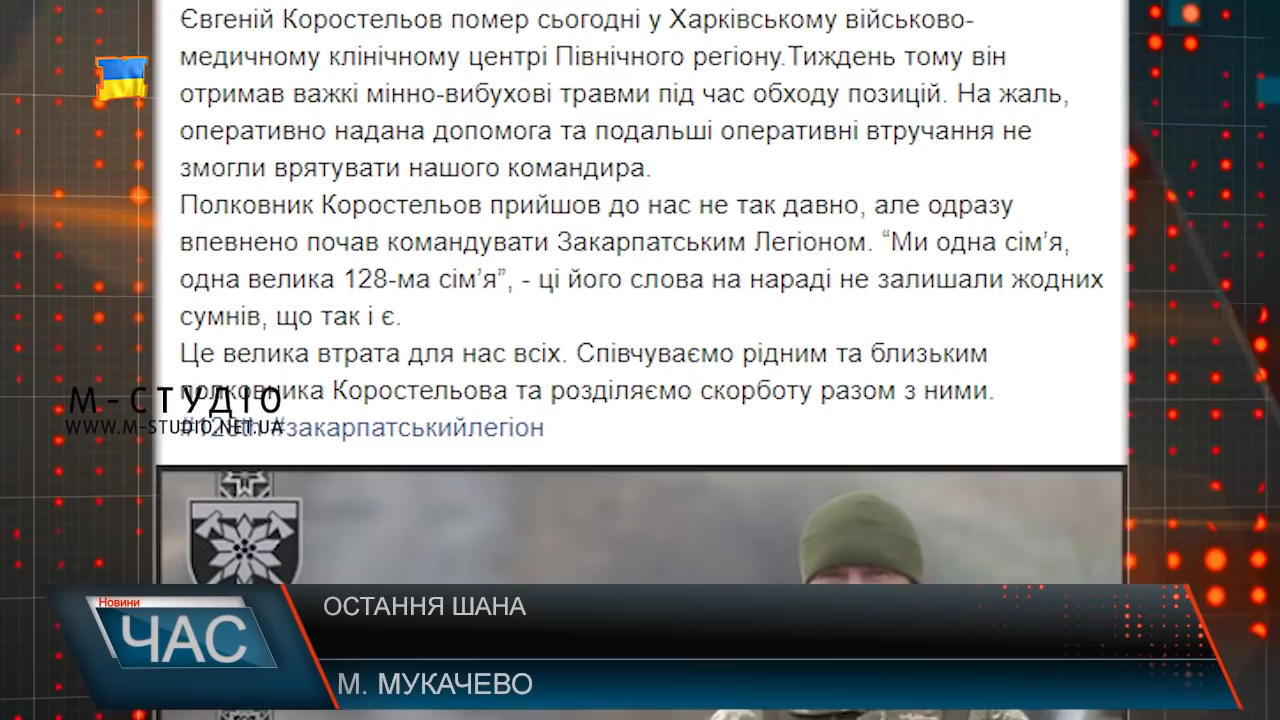 Євгеній Коростельов помер сьогодні у Харківському військово-
медичному клінічному центрі Північного регіону.Тиждень тому він
отримав важкі мінно-вибухові травми під час обходу позицій. На жаль,
оперативно надана допомога та подальші оперативні втручання не
змогли врятувати нашого командира.
Полковник Коростельов прийшов до нас не так давно, але одразу
впевнено почав командувати Закарпатським Легіоном. “Ми одна сім’я,
одна велика 128-ма сім’я”, - ці його слова на нараді не залишали жодних
сумнів, що так і є.
Це велика втрата для нас всіх. Співчуваємо рідним та близьким
полковника Коростельова та розділяємо скорботу разом з ними.
М-СТУДІО
#128th #закарпатськийлегіон
WWW.M-STUDIO.NET.UA
Новини
ЧАС
ОСТАННЯ ШАНА
М. МУКАЧЕВО